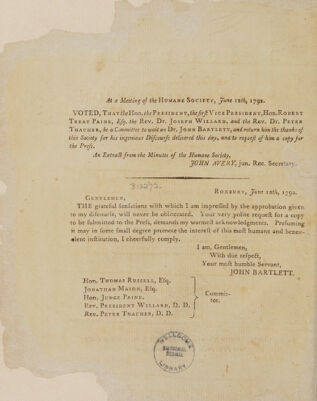 At a Meeting of the HUMANE SOCIETY, June 12th, 1792.
VOTED, THAT the Hon. the PRESIDENT, the first VICE PRESIDENT, Hon. ROBERT
TREAT PAINE, Esq. the REV. DR. JOSEPH WILLARD, and the REV. DR. PETER
THACHER, be a Committee to wait on DR. JOHN BARTLETT, and return him the thanks of
this Society for his ingenious Discourse delivered this day, and to request of him a copy for
the Press.
An Extract from the Minutes of the Humane Society,
JOHN AVERY, jun. Rec. Secretary.
ROXBURY, June 12th, 1792.
GENTLEMEN,
THE grateful sensations with which I am impressed by the approbation given
to my discourse, will never be obliterated. Your very polite request for a copy
to be submitted to the Press, demands my warmest acknowledgments. Presuming
it may in some small degree promote the interest of this most humane and benev-
olent institution, I cheerfully comply.
I am, Gentlemen,
With due respect,
Your most humble Servant,
JOHN BARTLETT.
Hon. THOMAS RUSSELL, Esq.
JONATHAN MASON, Esq.
Hon. JUDGE PAINE.
REV. PRESIDENT WILLARD, D. D.
REV. PETER THACHER, D. D.
Commit-
tee.
WELLCOME
LIBRARY